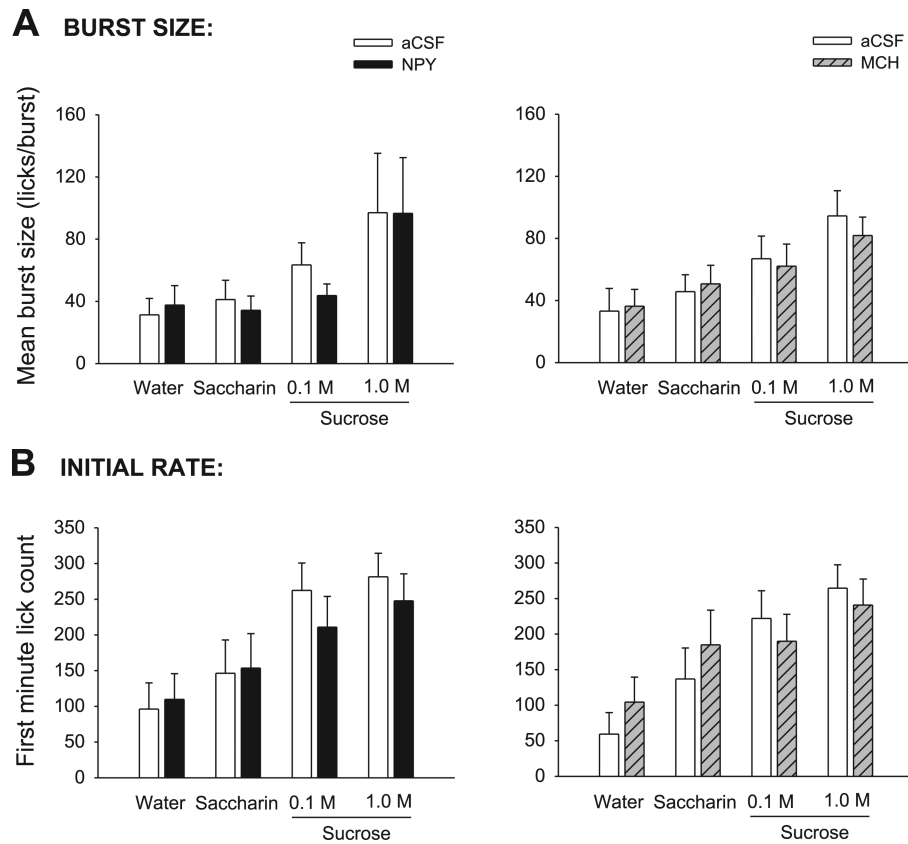 A BURST SIZE:
aCSF
NPY
aCSF
MCH
Mean burst size (licks/burst)
160
120
80
40
0
Water Saccharin 0.1 M 1.0 M
Sucrose
160
120
80
40
0
Water Saccharin 0.1 M 1.0 M
Sucrose
B INITIAL RATE:
First minute lick count
350
300
250
200
150
100
50
0
Water Saccharin 0.1 M 1.0 M
Sucrose
350
300
250
200
150
100
50
0
Water Saccharin 0.1 M 1.0 M
Sucrose